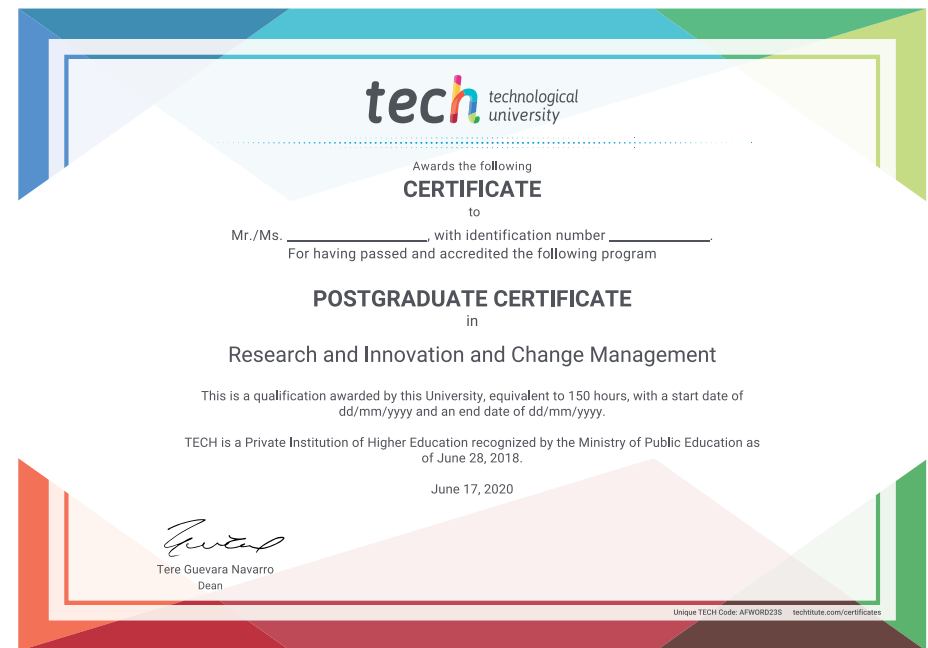 tech technological
university
Awards the following
CERTIFICATE
to
Mr./Ms. ____________________, with identification number ______________.
For having passed and accredited the following program
POSTGRADUATE CERTIFICATE
in
Research and Innovation and Change Management
This is a qualification awarded by this University, equivalent to 150 hours, with a start date of
dd/mm/yyyy and an end date of dd/mm/yyyy.
TECH is a Private Institution of Higher Education recognized by the Ministry of Public Education as
of June 28, 2018.
June 17, 2020
Tere Guevara Navarro
Dean
Unique TECH Code: AFWORD23S techtitute.com/certificates